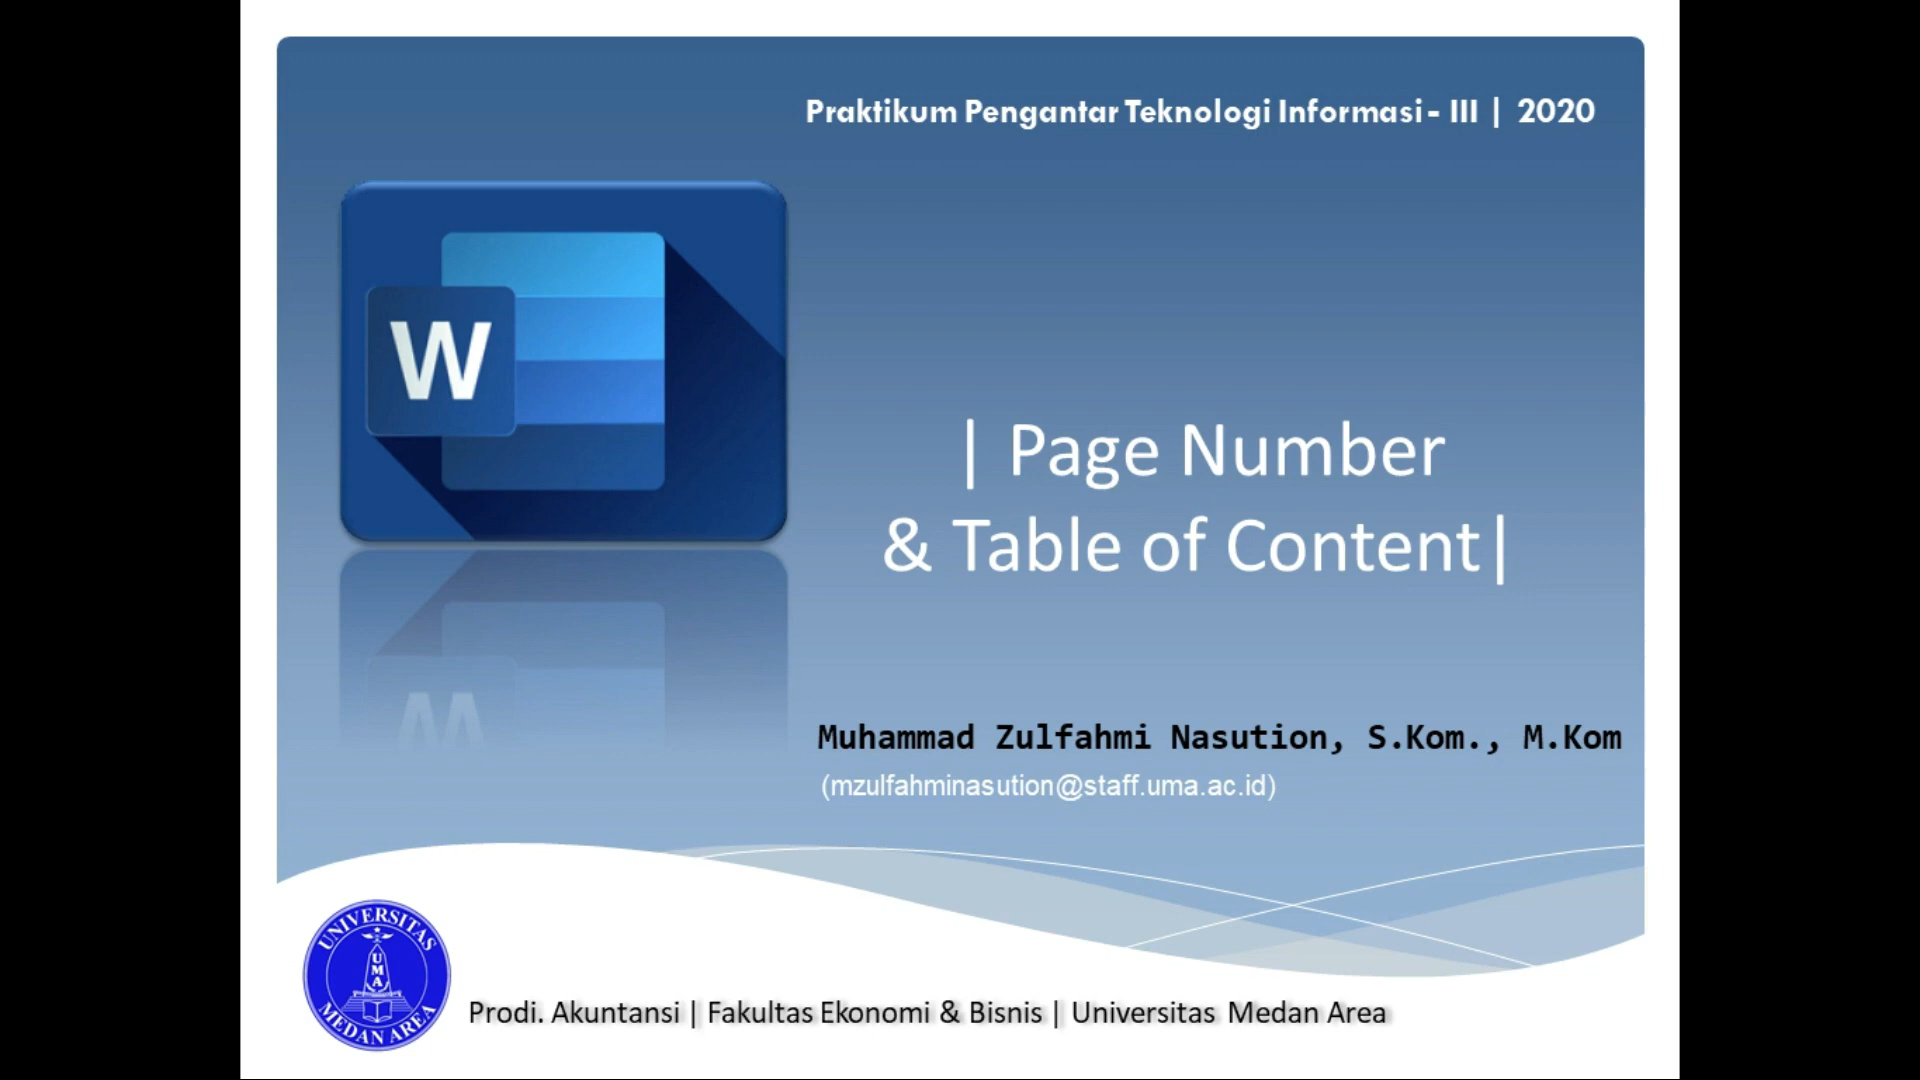 Praktikum Pengantar Teknologi Informasi - III | 2020
W
| Page Number
& Table of Content|
Muhammad Zulfahmi Nasution, S.Kom., M.Kom
(mzulfahminasution@staff.uma.ac.id)
UNIVERSITAS
UMA
MEDAN AREA
Prodi. Akuntansi | Fakultas Ekonomi & Bisnis | Universitas Medan Area